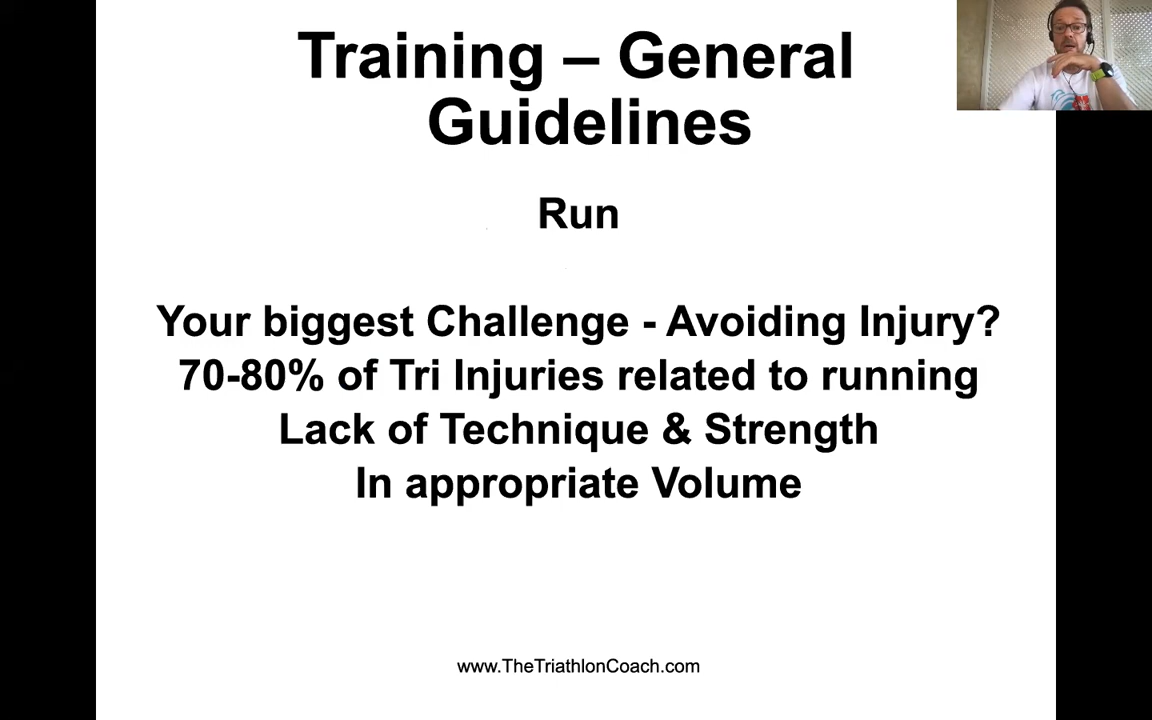 Training – General
Guidelines
Run
Your biggest Challenge - Avoiding Injury?
70-80% of Tri Injuries related to running
Lack of Technique & Strength
In appropriate Volume
www.TheTriathlonCoach.com